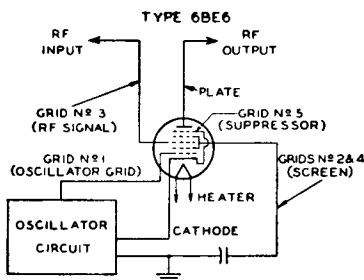 TYPE 6BE6
RF
INPUT
RF
OUTPUT
PLATE
GRID Nº 3
(RF SIGNAL)
GRID Nº 5
(SUPPRESSOR)
GRID Nº 1
(OSCILLATOR GRID)
GRIDS Nº 2&4
(SCREEN)
HEATER
CATHODE
OSCILLATOR
CIRCUIT